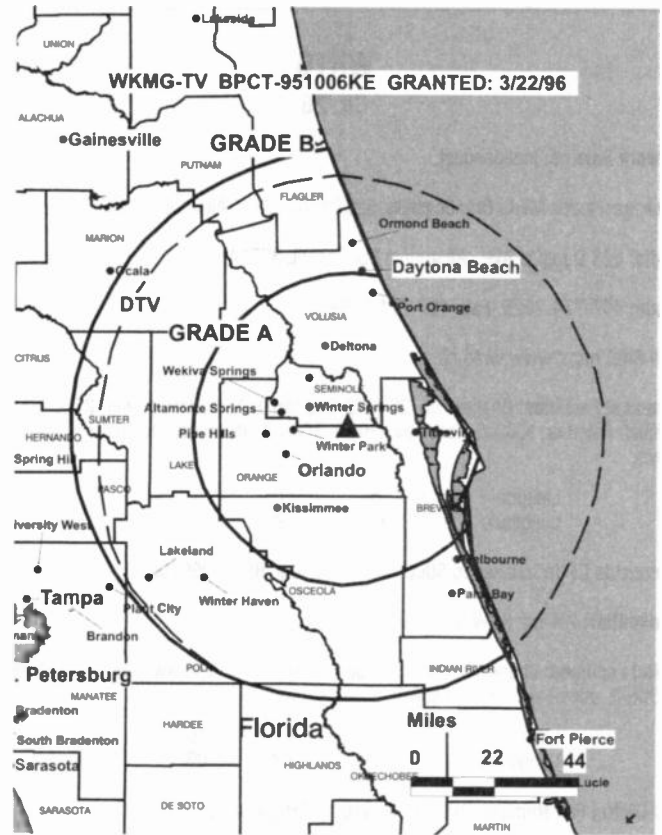 Lakeside
UNION
WKMG-TV BPCT-951006KE GRANTED: 3/22/96
ALACHUA
Gainesville
GRADE B
PUTNAM
FLAGLER
Ormond Beach
MARION
Ocala
Daytona Beach
DTV
Port Orange
VOLUSIA
GRADE A
Deltona
CITRUS
Wekiva Springs
SEMINOL
Altamonte Springs
Winter Springs
SUMTER
HERNANDO
Pine Hills
Winter Park
Titusville
Spring Hill
LAKE
ORANGE
Orlando
PASCO
Kissimmee
BREV
iversity West
Melbourne
Lakeland
OSCEOLA
Palm Bay
Tampa
Plant City
Winter Haven
Brandon
INDIAN RIVER
Petersburg
POLK
MANATEE
Bradenton
HARDEE
Florida
Miles
Fort Pierce
South Bradenton
0 22 44
Sarasota
HIGHLANDS
OKEECHOBEE
Lucie
SARASOTA
DE SOTO
MARTIN